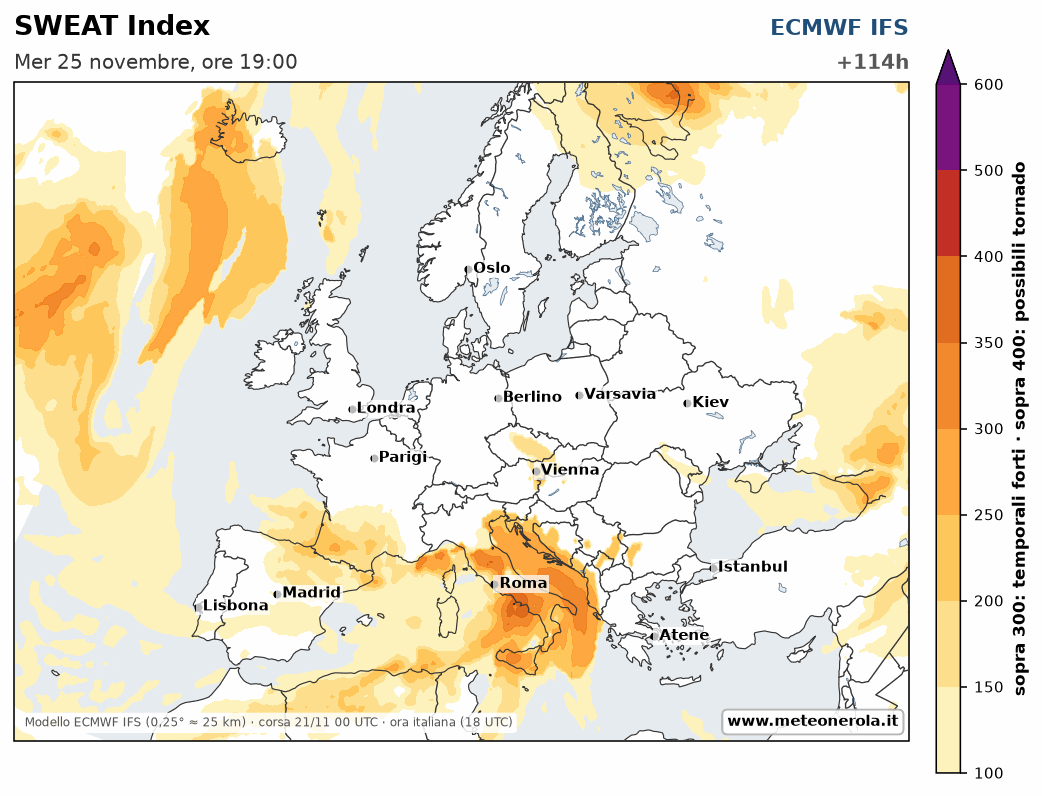 SWEAT Index
ECMWF IFS
Mer 25 novembre, ore 19:00
+114h
Oslo
Berlino
Varsavia
Kiev
Londra
Parigi
Vienna
Istanbul
Roma
Madrid
Lisbona
Atene
Modello ECMWF IFS (0,25° ≈ 25 km) · corsa 21/11 00 UTC · ora italiana (18 UTC)
www.meteonerola.it
600
500
400
350
300
250
200
150
100
sopra 300: temporali forti · sopra 400: possibili tornado